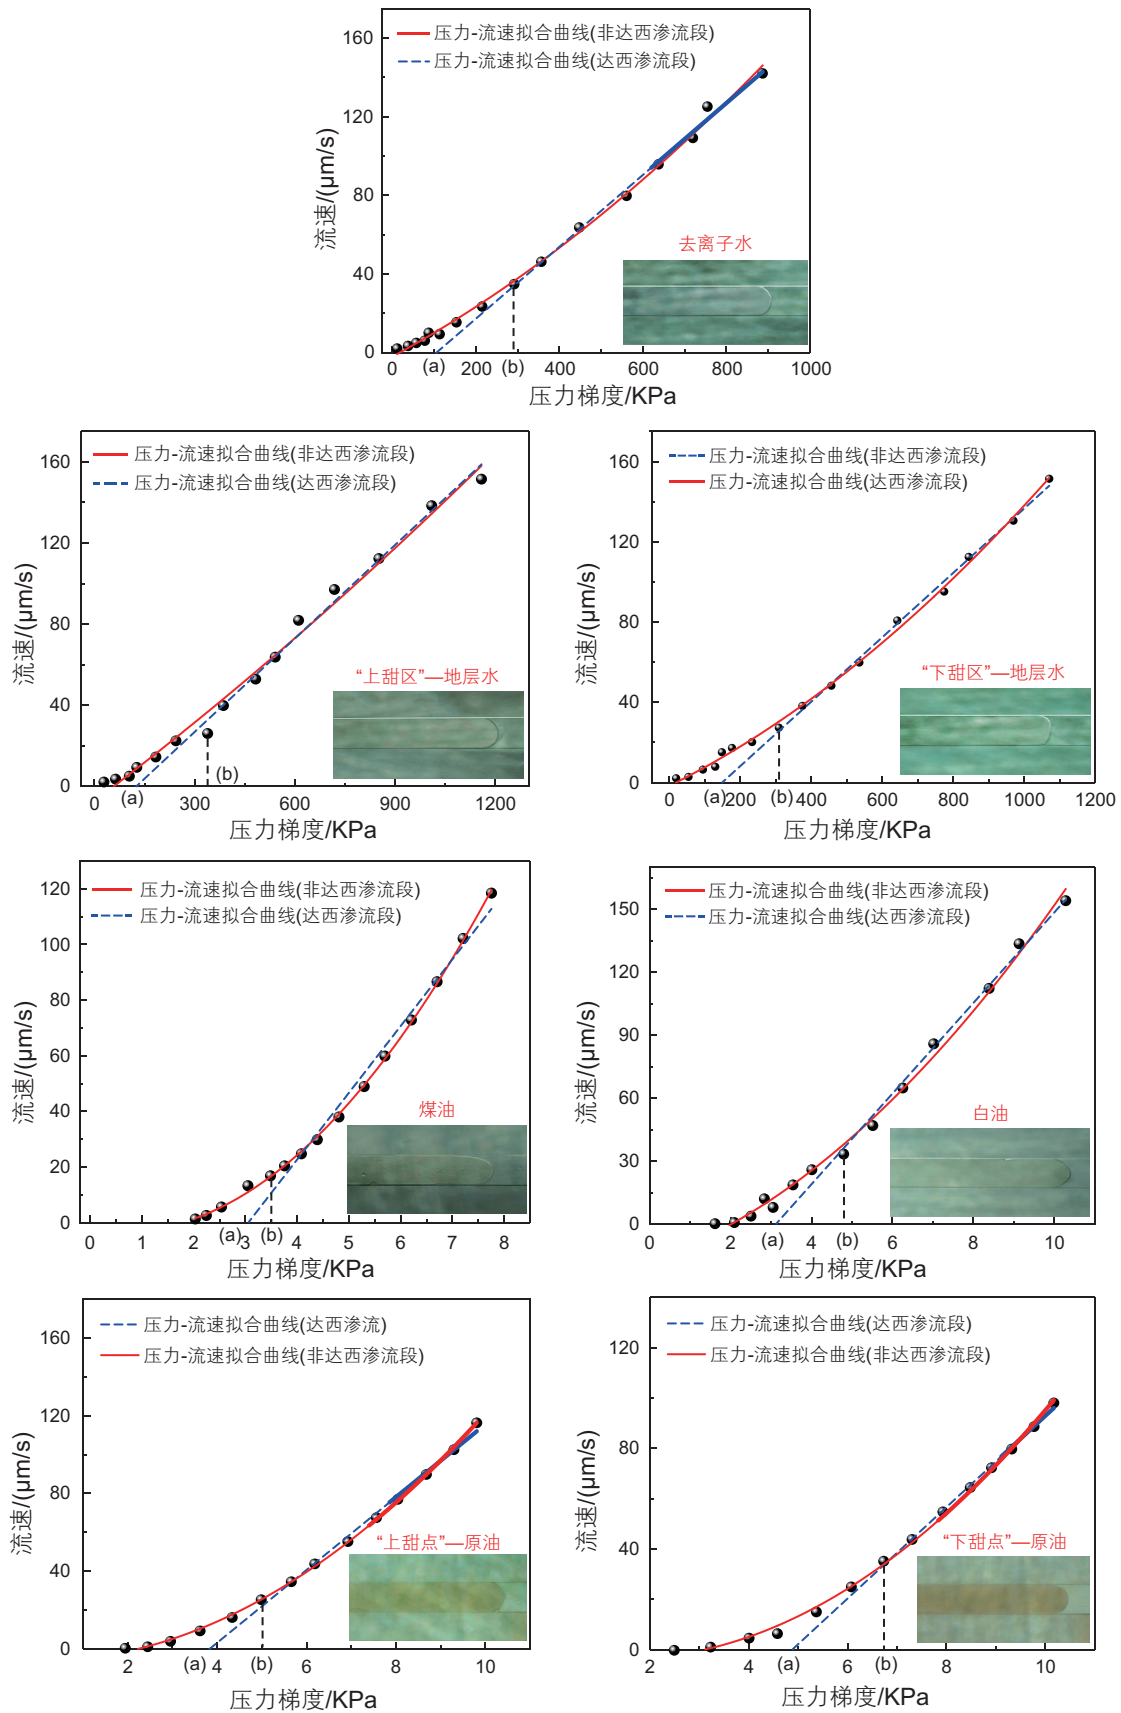 压力-流速拟合曲线(非达西渗流段)
压力-流速拟合曲线(达西渗流段)
160
120
80
40
0
流速/(μm/s)
去离子水
0 (a) 200 (b) 400 600 800 1000
压力梯度/KPa
压力-流速拟合曲线(非达西渗流段)
压力-流速拟合曲线(达西渗流段)
160
120
80
40
0
流速/(μm/s)
“上甜区”—地层水
(b)
0 (a) 300 600 900 1200
压力梯度/KPa
压力-流速拟合曲线(非达西渗流段)
压力-流速拟合曲线(达西渗流段)
160
120
80
40
0
流速/(μm/s)
“下甜区”—地层水
0 (a) 200 (b) 400 600 800 1000 1200
压力梯度/KPa
压力-流速拟合曲线(非达西渗流段)
压力-流速拟合曲线(达西渗流段)
120
100
80
60
40
20
0
流速/(μm/s)
煤油
0 1 2 (a) 3 (b) 4 5 6 7 8
压力梯度/KPa
压力-流速拟合曲线(非达西渗流段)
压力-流速拟合曲线(达西渗流段)
150
120
90
60
30
0
流速/(μm/s)
白油
0 2 (a) 4 (b) 6 8 10
压力梯度/KPa
压力-流速拟合曲线(达西渗流)
压力-流速拟合曲线(非达西渗流段)
160
120
80
40
0
流速/(μm/s)
“上甜点”—原油
2 (a) 4 (b) 6 8 10
压力梯度/KPa
压力-流速拟合曲线(达西渗流段)
压力-流速拟合曲线(非达西渗流段)
120
80
40
0
流速/(μm/s)
“下甜点”—原油
2 4 (a) 6 (b) 8 10
压力梯度/KPa